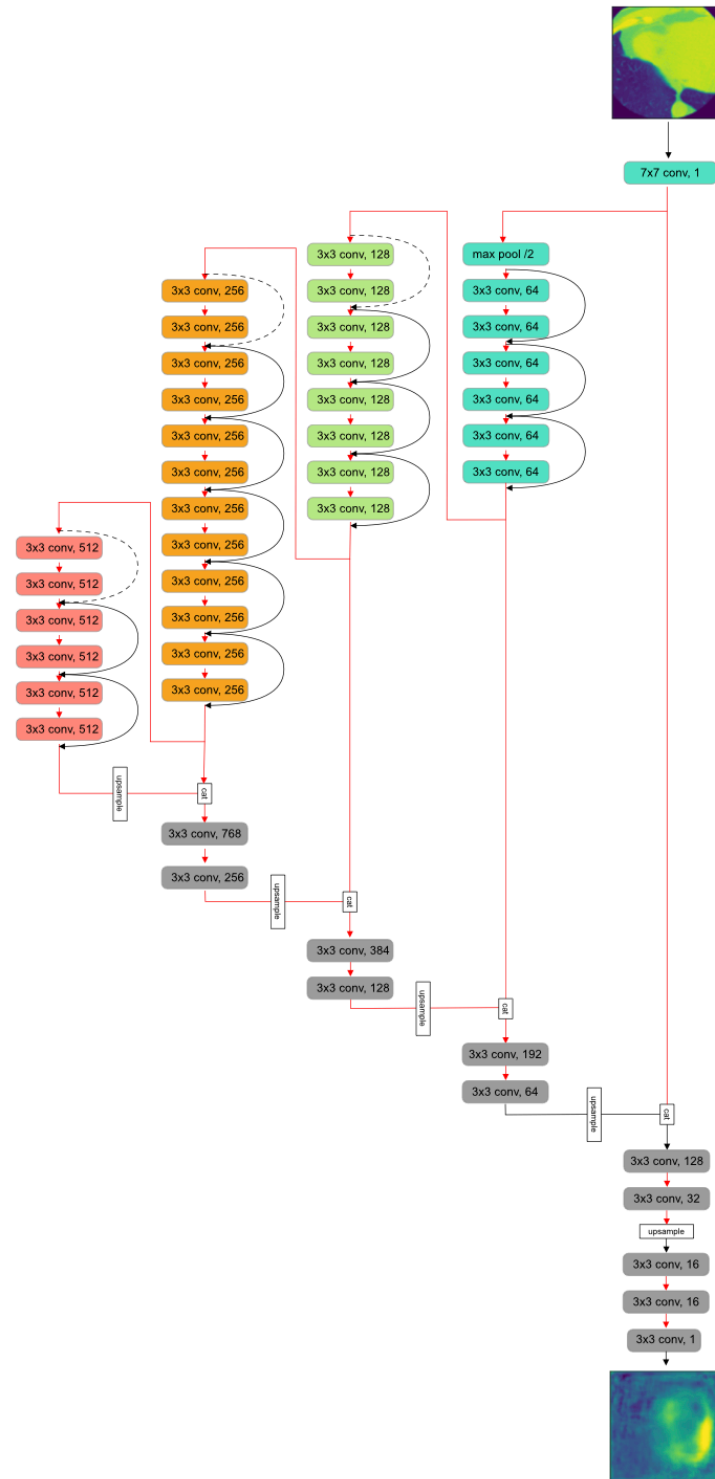 7x7 conv, 1
max pool /2
3x3 conv, 64
3x3 conv, 64
3x3 conv, 64
3x3 conv, 64
3x3 conv, 64
3x3 conv, 64
3x3 conv, 128
3x3 conv, 128
3x3 conv, 128
3x3 conv, 128
3x3 conv, 128
3x3 conv, 128
3x3 conv, 128
3x3 conv, 128
3x3 conv, 256
3x3 conv, 256
3x3 conv, 256
3x3 conv, 256
3x3 conv, 256
3x3 conv, 256
3x3 conv, 256
3x3 conv, 256
3x3 conv, 256
3x3 conv, 256
3x3 conv, 256
3x3 conv, 256
3x3 conv, 512
3x3 conv, 512
3x3 conv, 512
3x3 conv, 512
3x3 conv, 512
3x3 conv, 512
upsample
cat
3x3 conv, 768
3x3 conv, 256
upsample
cat
3x3 conv, 384
3x3 conv, 128
upsample
cat
3x3 conv, 192
3x3 conv, 64
upsample
cat
3x3 conv, 128
3x3 conv, 32
upsample
3x3 conv, 16
3x3 conv, 16
3x3 conv, 1